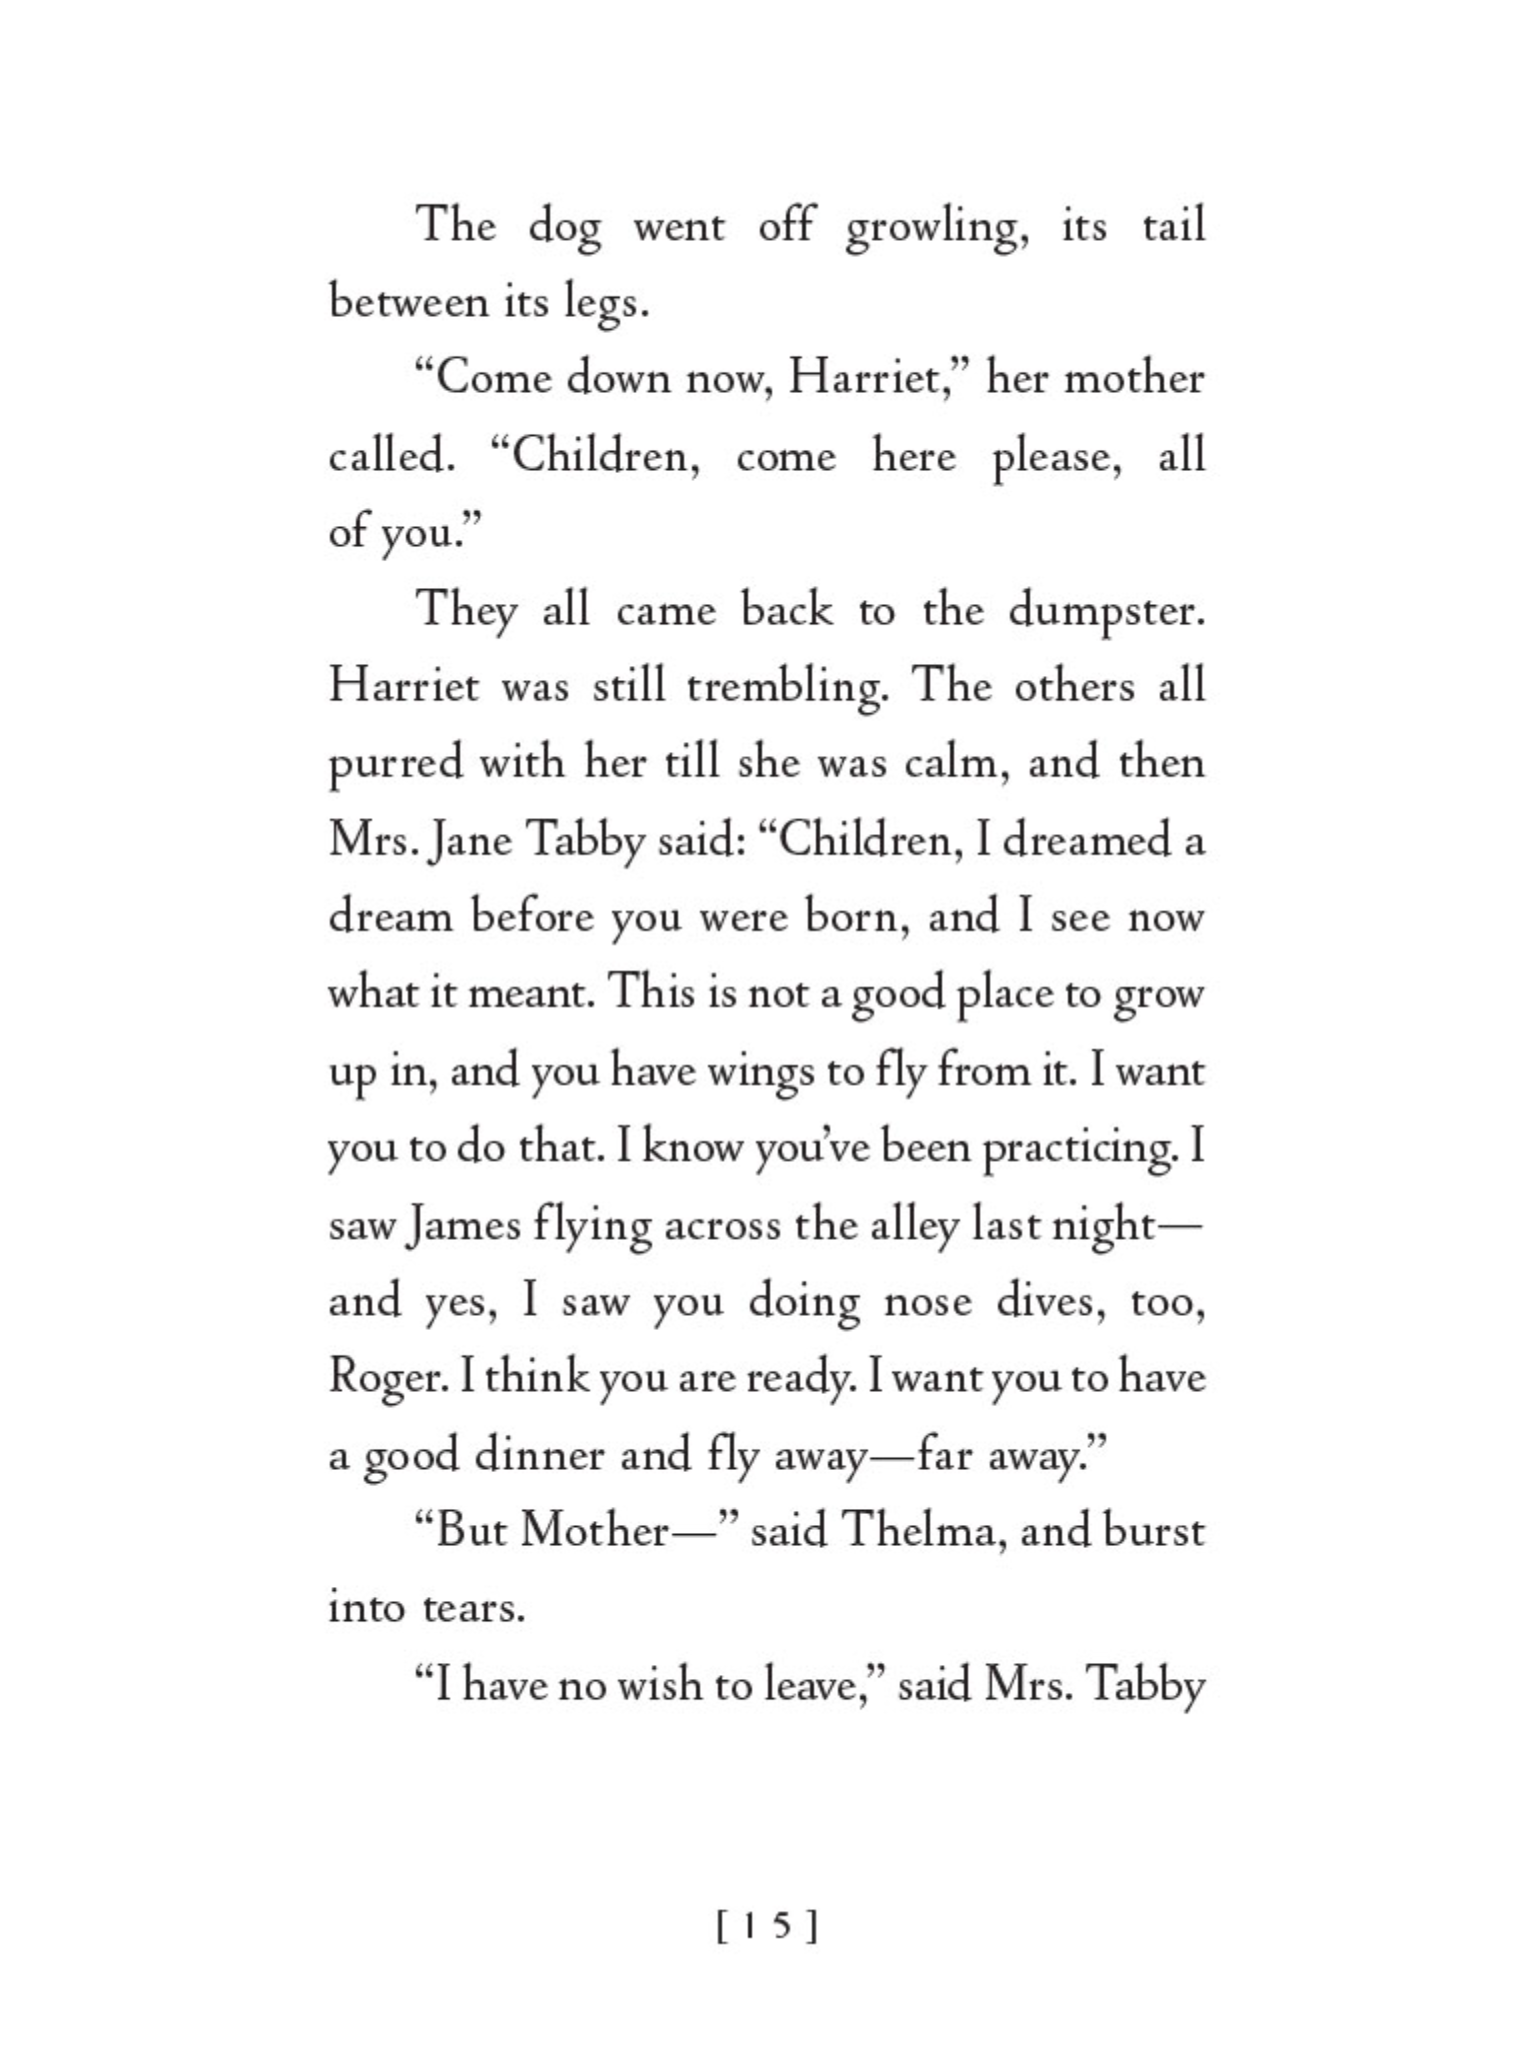 The dog went off growling, its tail
between its legs.
“Come down now, Harriet,” her mother
called. “Children, come here please, all
of you.”
They all came back to the dumpster.
Harriet was still trembling. The others all
purred with her till she was calm, and then
Mrs. Jane Tabby said: “Children, I dreamed a
dream before you were born, and I see now
what it meant. This is not a good place to grow
up in, and you have wings to fly from it. I want
you to do that. I know you’ve been practicing. I
saw James flying across the alley last night—
and yes, I saw you doing nose dives, too,
Roger. I think you are ready. I want you to have
a good dinner and fly away—far away.”
“But Mother—” said Thelma, and burst
into tears.
“I have no wish to leave,” said Mrs. Tabby
[ 1 5 ]